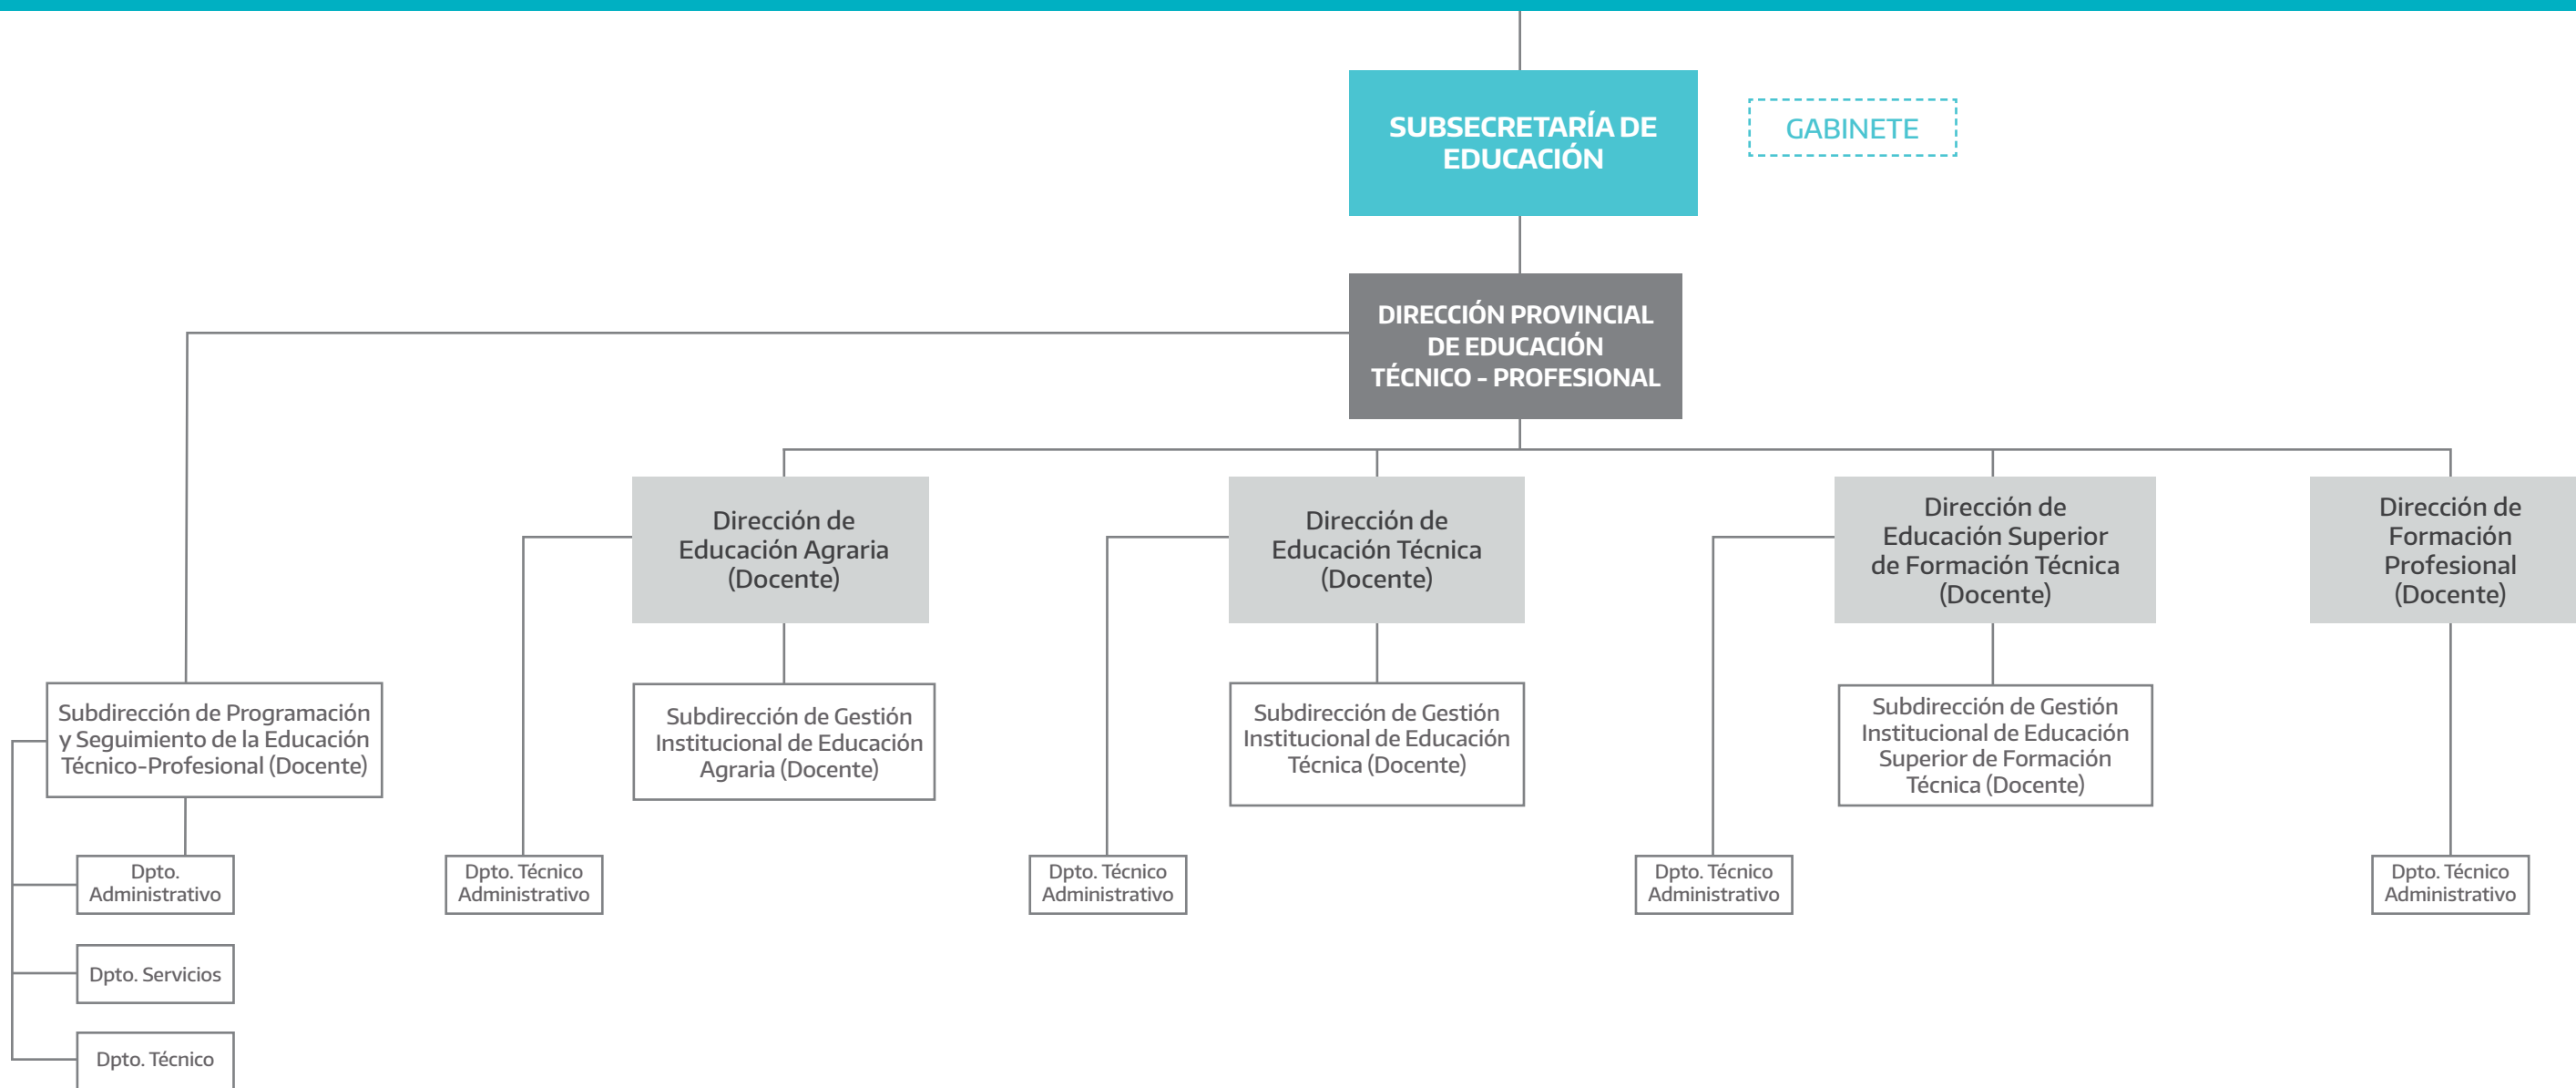 SUBSECRETARÍA DE
EDUCACIÓN
GABINETE
DIRECCIÓN PROVINCIAL
DE EDUCACIÓN
TÉCNICO - PROFESIONAL
Dirección de
Educación Agraria
(Docente)
Dirección de
Educación Técnica
(Docente)
Dirección de
Educación Superior
de Formación Técnica
(Docente)
Dirección de
Formación
Profesional
(Docente)
Subdirección de Programación
y Seguimiento de la Educación
Técnico-Profesional (Docente)
Subdirección de Gestión
Institucional de Educación
Agraria (Docente)
Subdirección de Gestión
Institucional de Educación
Técnica (Docente)
Subdirección de Gestión
Institucional de Educación
Superior de Formación
Técnica (Docente)
Dpto.
Administrativo
Dpto. Técnico
Administrativo
Dpto. Técnico
Administrativo
Dpto. Técnico
Administrativo
Dpto. Técnico
Administrativo
Dpto. Servicios
Dpto. Técnico